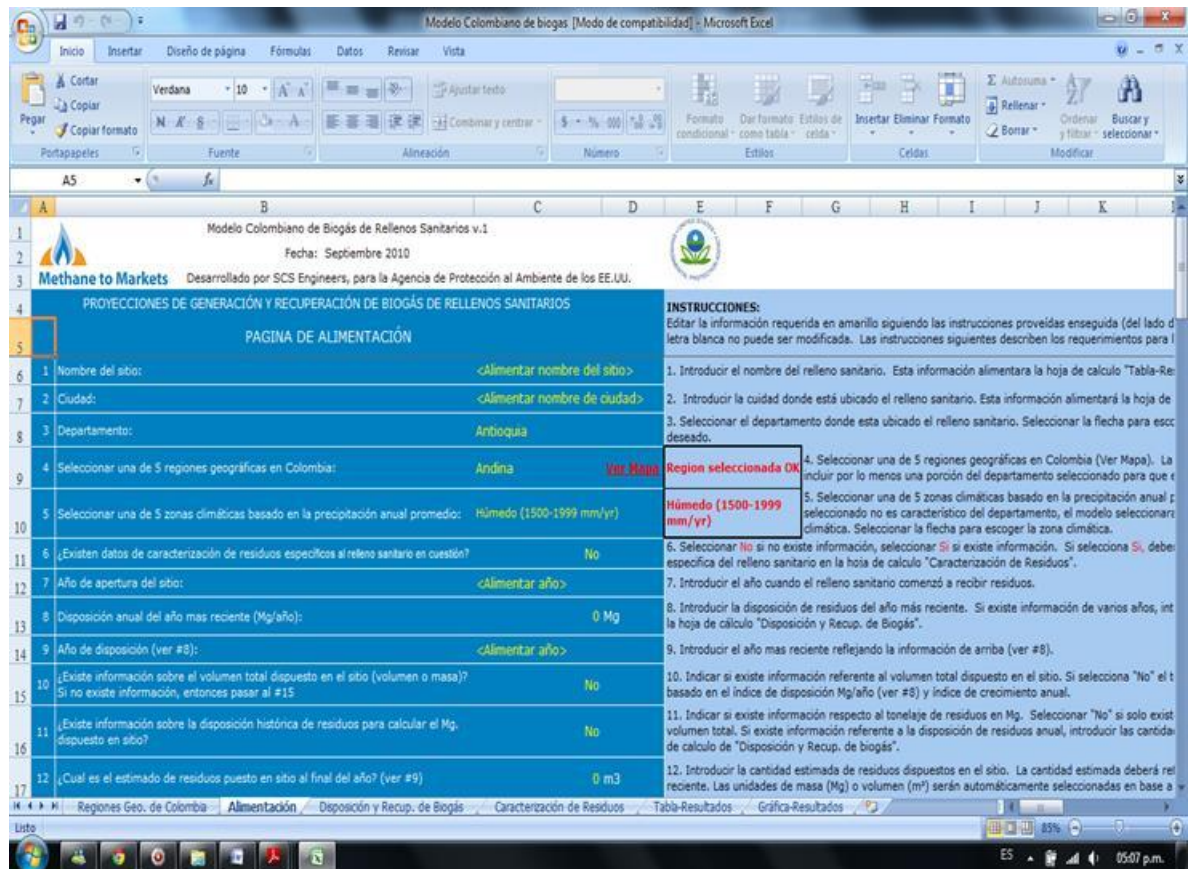 Modelo Colombiano de biogas [Modo de compatibilidad] - Microsoft Excel
Inicio Insertar Diseño de página Fórmulas Datos Revisar Vista
Pegar
Cortar
Copiar
Copiar formato
Portapapeles
Verdana 10
N K S
Fuente
Ajustar texto
Combinar y centrar
Alineación
$ % 000
Número
Formato condicional
Dar formato como tabla
Estilos de celda
Estilos
Insertar Eliminar Formato
Celdas
Autosuma
Rellenar
Borrar
Ordenar y filtrar
Buscar y seleccionar
Modificar
A5
fx
A B C D E F G H I J K
1 Modelo Colombiano de Biogás de Rellenos Sanitarios v.1
2 Fecha: Septiembre 2010
3 Methane to Markets Desarrollado por SCS Engineers, para la Agencia de Protección al Ambiente de los EE.UU.
4 PROYECCIONES DE GENERACIÓN Y RECUPERACIÓN DE BIOGÁS DE RELLENOS SANITARIOS
INSTRUCCIONES:
Editar la información requerida en amarillo siguiendo las instrucciones proveídas enseguida (del lado d
letra blanca no puede ser modificada. Las instrucciones siguientes describen los requerimientos para l
5 PAGINA DE ALIMENTACIÓN
6 1 Nombre del sitio: <Alimentar nombre del sitio>
1. Introducir el nombre del relleno sanitario. Esta información alimentara la hoja de calculo "Tabla-Re
7 2 Ciudad: <Alimentar nombre de ciudad>
2. Introducir la cuidad donde está ubicado el relleno sanitario. Esta información alimentará la hoja de
8 3 Departamento: Antioquia
3. Seleccionar el departamento donde esta ubicado el relleno sanitario. Seleccionar la flecha para esco
deseado.
9 4 Seleccionar una de 5 regiones geográficas en Colombia: Andina Ver Mapa
Region seleccionada OK
4. Seleccionar una de 5 regiones geográficas en Colombia (Ver Mapa). La
incluir por lo menos una porción del departamento seleccionado para que e
10 5 Seleccionar una de 5 zonas climáticas basado en la precipitación anual promedio: Húmedo (1500-1999 mm/yr)
Húmedo (1500-1999
mm/yr)
5. Seleccionar una de 5 zonas climáticas basado en la precipitación anual p
seleccionado no es característico del departamento, el modelo seleccionara
climática. Seleccionar la flecha para escoger la zona climática.
11 6 ¿Existen datos de caracterización de residuos específicos al relleno sanitario en cuestión? No
6. Seleccionar No si no existe información, seleccionar Si si existe información. Si selecciona Si, debe
especifica del relleno sanitario en la hoja de calculo "Caracterización de Residuos".
12 7 Año de apertura del sitio: <Alimentar año>
7. Introducir el año cuando el relleno sanitario comenzó a recibir residuos.
13 8 Disposición anual del año mas reciente (Mg/año): 0 Mg
8. Introducir la disposición de residuos del año más reciente. Si existe información de varios años, int
la hoja de cálculo "Disposición y Recup. de Biogás".
14 9 Año de disposición (ver #8): <Alimentar año>
9. Introducir el año mas reciente reflejando la información de arriba (ver #8).
15 10 ¿Existe información sobre el volumen total dispuesto en el sitio (volumen o masa)?
Si no existe información, entonces pasar al #15 No
10. Indicar si existe información referente al volumen total dispuesto en el sitio. Si selecciona "No" el t
basado en el índice de disposición Mg/año (ver #8) y índice de crecimiento anual.
16 11 ¿Existe información sobre la disposición histórica de residuos para calcular el Mg.
dispuesto en sitio? No
11. Indicar si existe información respecto al tonelaje de residuos en Mg. Seleccionar "No" si solo exist
volumen total. Si existe información referente a la disposición de residuos anual, introducir las cantida
de calculo de "Disposición y Recup. de biogás".
17 12 ¿Cual es el estimado de residuos puesto en sitio al final del año? (ver #9) 0 m3
12. Introducir la cantidad estimada de residuos dispuestos en el sitio. La cantidad estimada deberá ref
reciente. Las unidades de masa (Mg) o volumen (m³) serán automáticamente seleccionadas en base a
Regiones Geo. de Colombia Alimentación Disposición y Recup. de Biogás Caracterización de Residuos Tabla-Resultados Gráfica-Resultados
Listo 85%
ES 05:07 p.m.